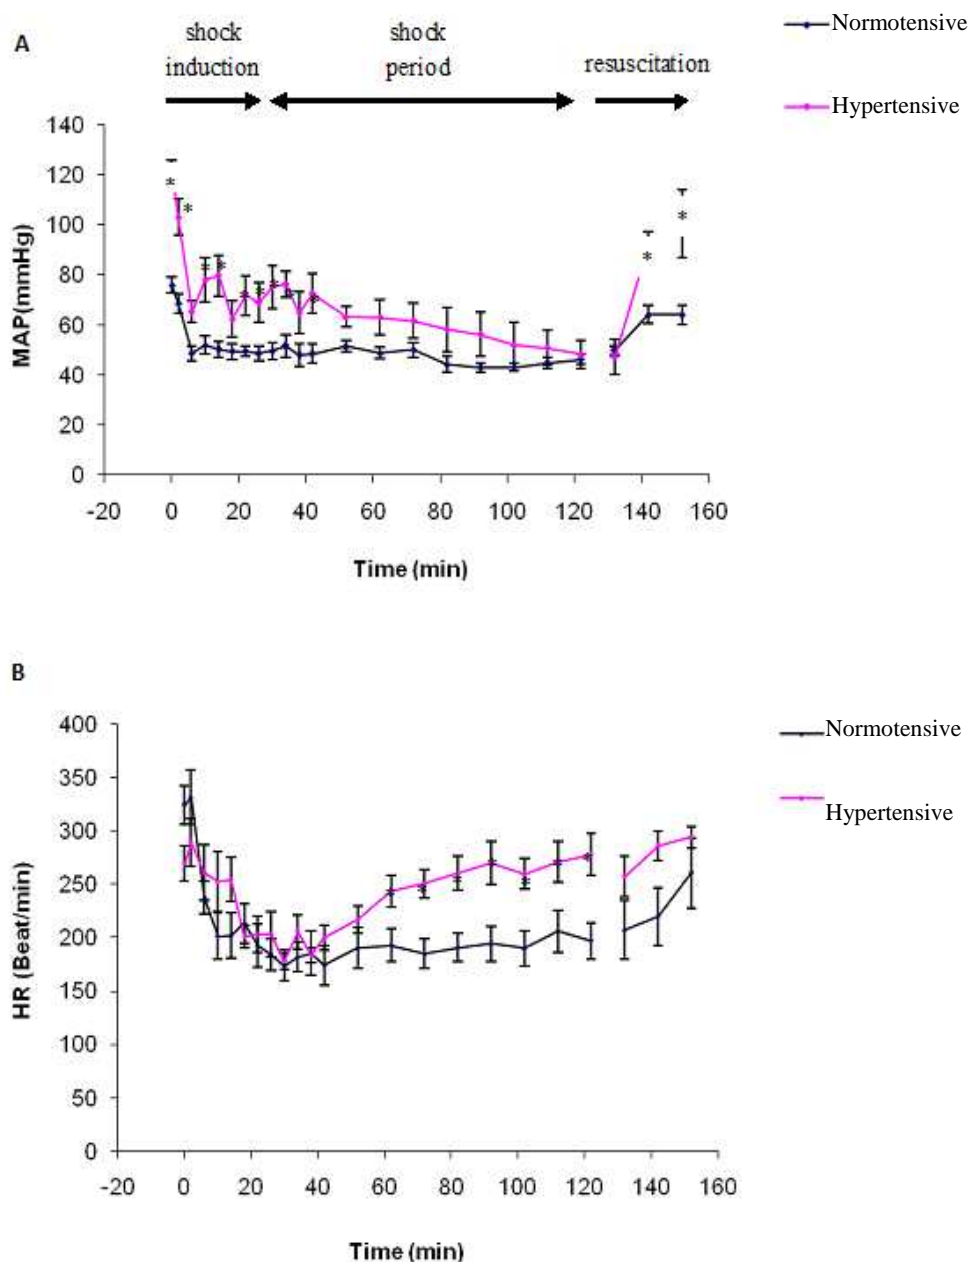 A
shock
induction
shock
period
resuscitation
Normotensive
Hypertensive
140
120
100
80
60
40
20
0
MAP(mmHg)
-20 0 20 40 60 80 100 120 140 160
Time (min)
* * * * * * * * * * * *
B
400
350
300
250
200
150
100
50
0
HR (Beat/min)
Normotensive
Hypertensive
-20 0 20 40 60 80 100 120 140 160
Time (min)